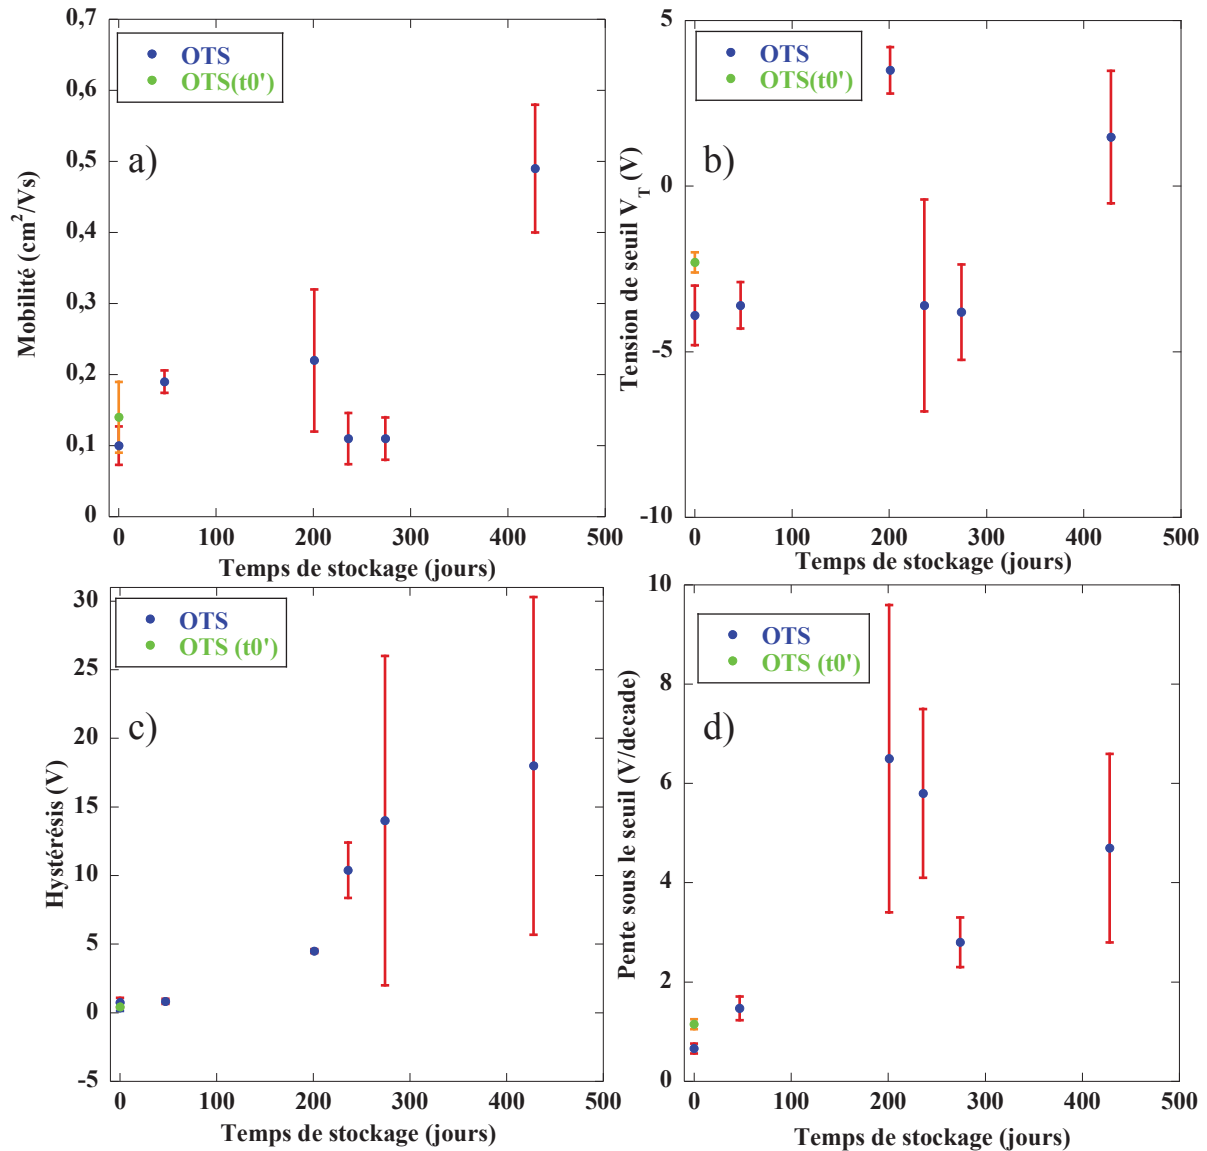 0,7
0,6
0,5
0,4
0,3
0,2
0,1
0
OTS
OTS(t0')
a)
Mobilité (cm²/Vs)
0 100 200 300 400 500
Temps de stockage (jours)
5
0
-5
-10
OTS
OTS(t0')
b)
Tension de seuil V_T (V)
0 100 200 300 400 500
Temps de stockage (jours)
30
25
20
15
10
5
0
-5
OTS
OTS (t0')
c)
Hystérésis (V)
0 100 200 300 400 500
Temps de stockage (jours)
10
8
6
4
2
0
OTS
OTS (t0')
d)
Pente sous le seuil (V/decade)
0 100 200 300 400 500
Temps de stockage (jours)